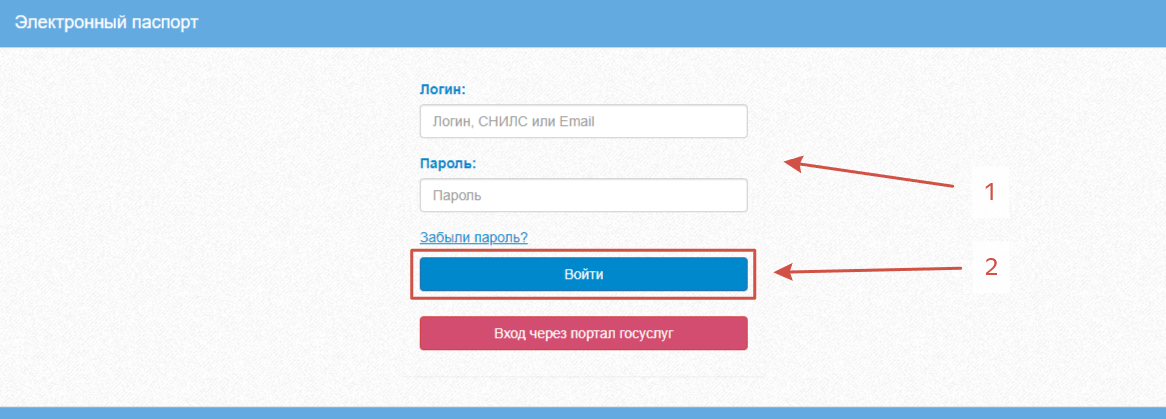 Электронный паспорт
Логин:
Логин, СНИЛС или Email
Пароль:
Пароль
1
Забыли пароль?
Войти
2
Вход через портал госуслуг